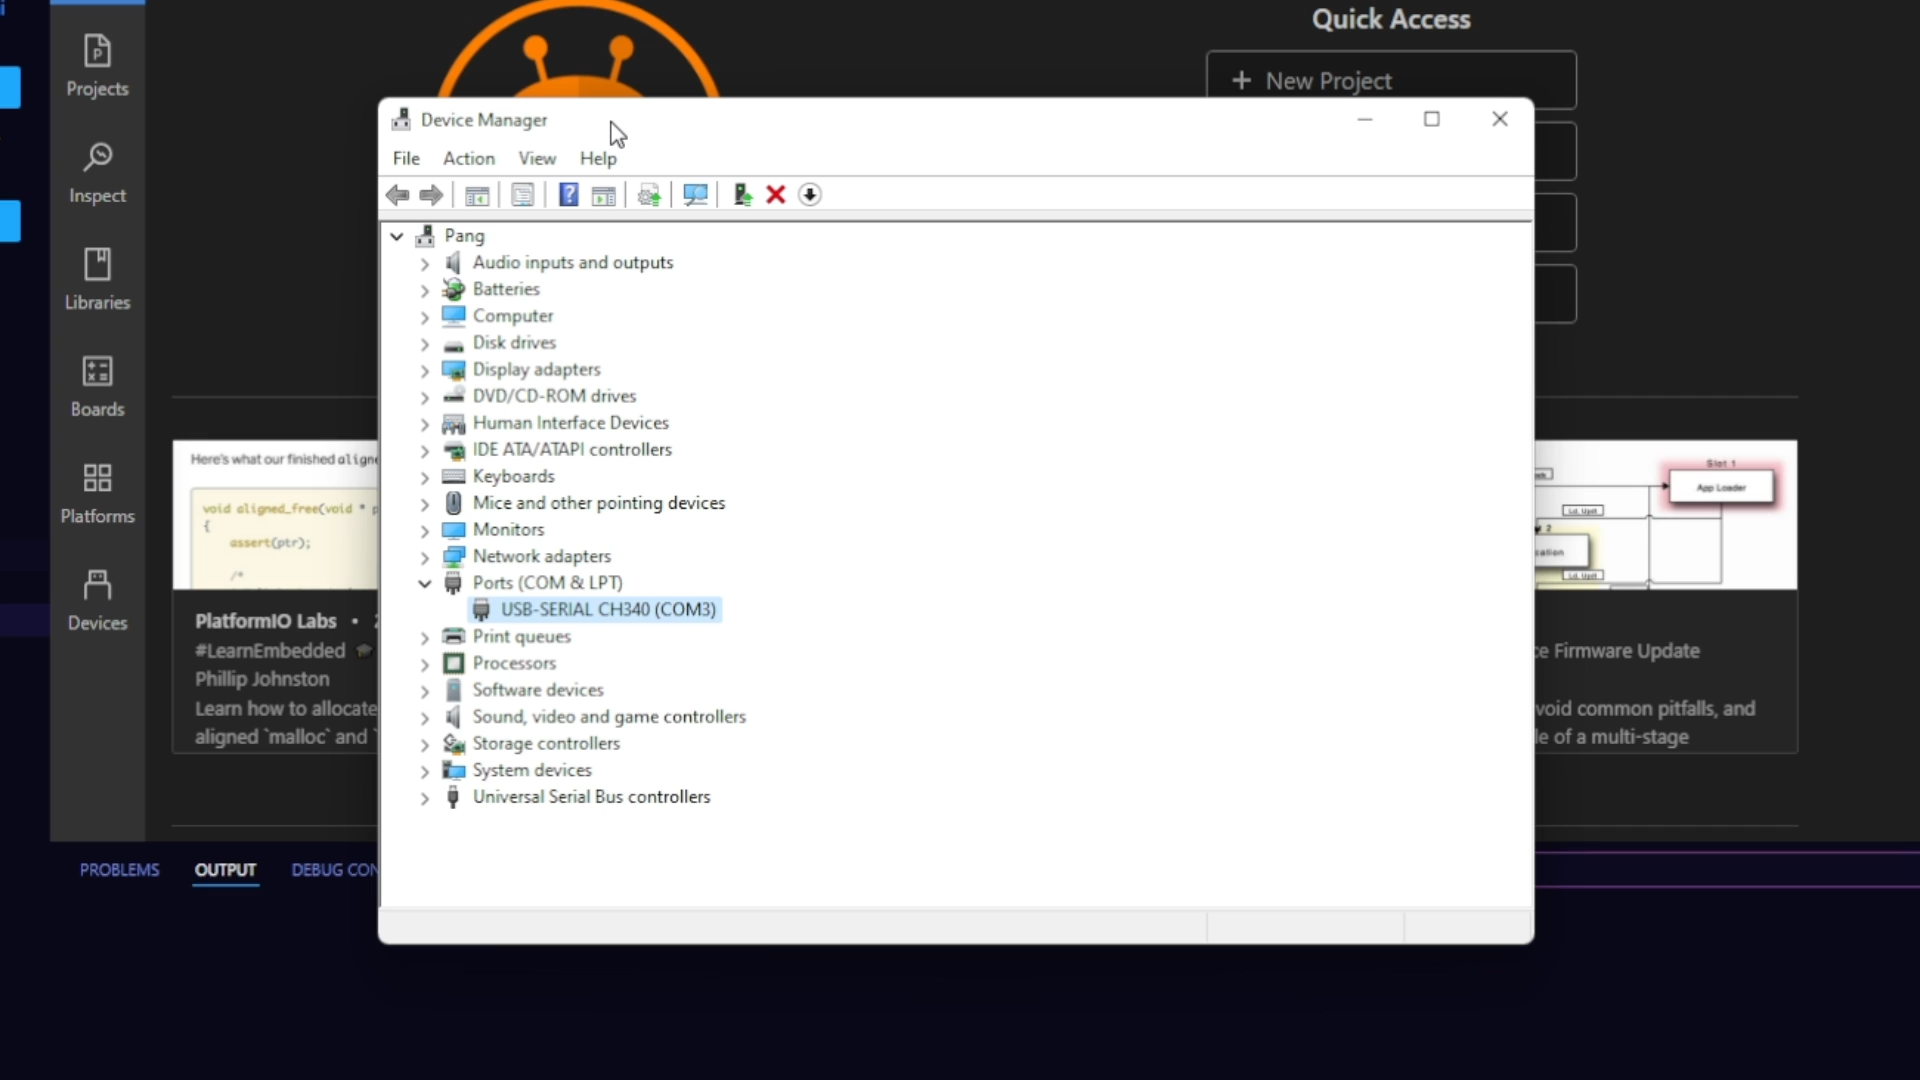 Quick Access
Projects
+ New Project
Device Manager
File Action View Help
Inspect
Pang
Audio inputs and outputs
Batteries
Libraries
Computer
Disk drives
Display adapters
DVD/CD-ROM drives
Boards
Human Interface Devices
IDE ATA/ATAPI controllers
Keyboards
Mice and other pointing devices
Platforms
Monitors
Network adapters
Ports (COM & LPT)
USB-SERIAL CH340 (COM3)
Devices
Print queues
Processors
Software devices
Sound, video and game controllers
Storage controllers
System devices
Universal Serial Bus controllers
Here's what our finished
void aligned_free(void *
{
assert(ptr);
/*
PlatformIO Labs •
#LearnEmbedded
Phillip Johnston
Learn how to allocate
aligned `malloc` and `
Slot 1
App Loader
2
Firmware Update
common pitfalls, and
of a multi-stage
PROBLEMS OUTPUT DEBUG